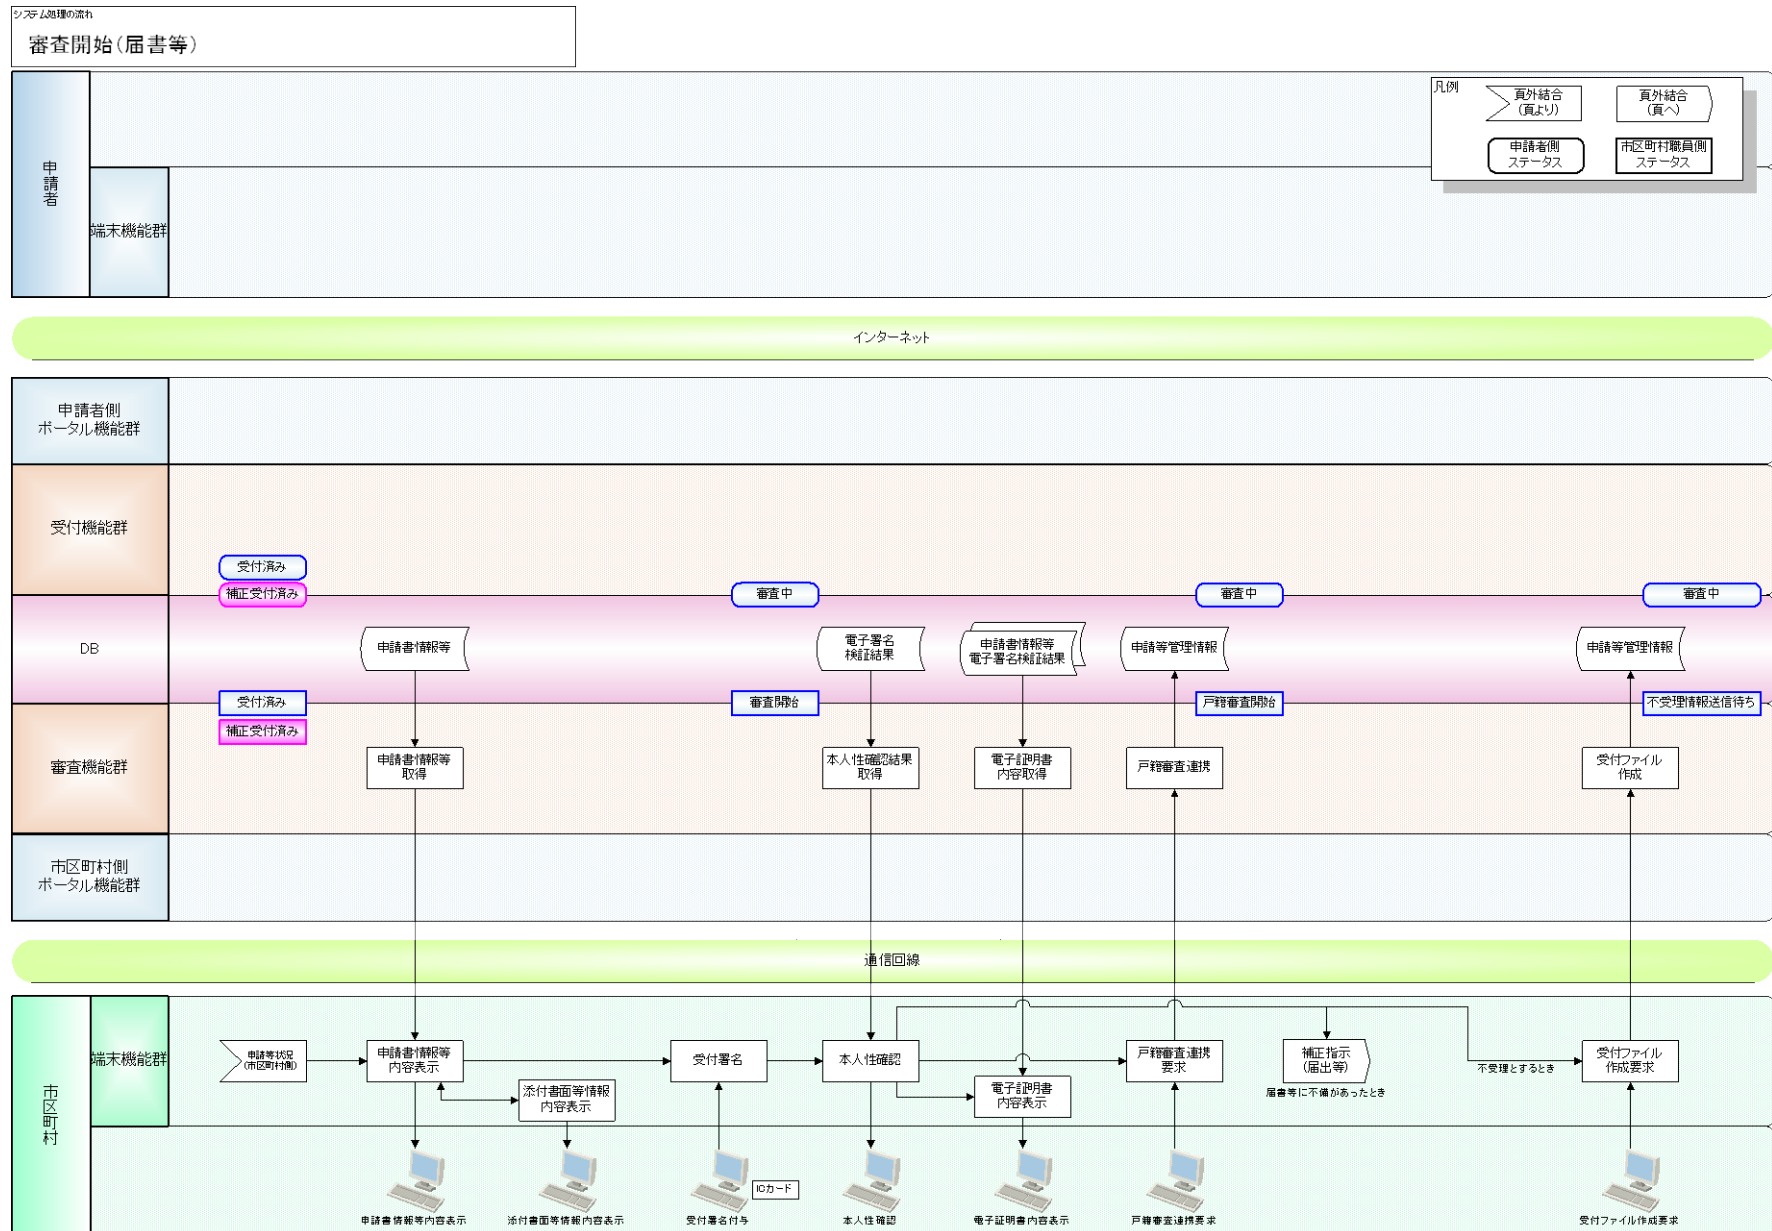 システム処理の流れ
審査開始(届書等)
凡例
頁外結合
(頁より)
頁外結合
(頁へ)
申請者側
ステータス
市区町村職員側
ステータス
申請者
端末機能群
インターネット
申請者側
ポータル機能群
受付機能群
受付済み
補正受付済み
審査中
審査中
審査中
DB
申請書情報等
電子署名
検証結果
申請書情報等
電子署名検証結果
申請等管理情報
申請等管理情報
受付済み
審査開始
戸籍審査開始
不受理情報送信待ち
補正受付済み
審査機能群
申請書情報等
取得
本人性確認結果
取得
電子証明書
内容取得
戸籍審査連携
受付ファイル
作成
市区町村側
ポータル機能群
通信回線
市区町村
端末機能群
申請等状況
(市区町村側)
申請書情報等
内容表示
受付署名
本人性確認
戸籍審査連携
要求
補正指示
(届出等)
届書等に不備があったとき
不受理とするとき
受付ファイル
作成要求
添付書面等情報
内容表示
電子証明書
内容表示
ICカード
申請書情報等内容表示
添付書面等情報内容表示
受付署名付与
本人性確認
電子証明書内容表示
戸籍審査連携要求
受付ファイル作成要求